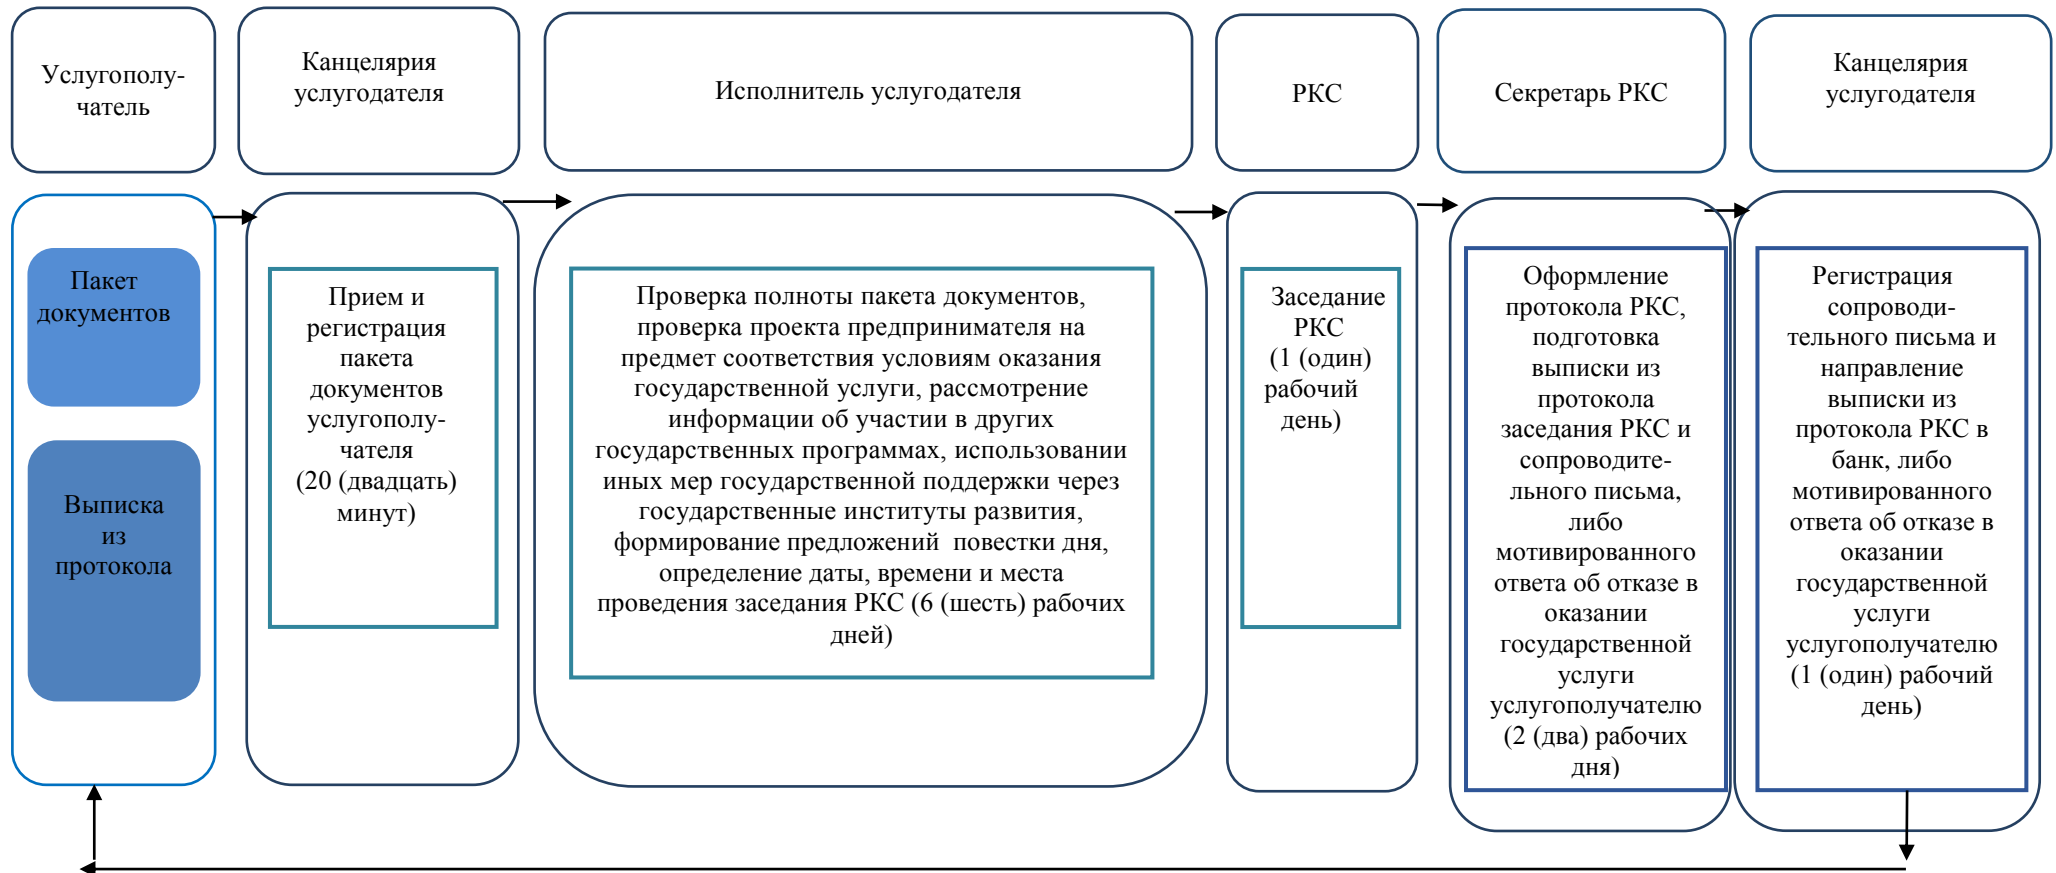 Услугополу-
чатель
Канцелярия
услугодателя
Исполнитель услугодателя
РКС
Секретарь РКС
Канцелярия
услугодателя
Пакет
документов
Выписка
из
протокола
Прием и
регистрация
пакета
документов
услугополу-
чателя
(20 (двадцать)
минут)
Проверка полноты пакета документов,
проверка проекта предпринимателя на
предмет соответствия условиям оказания
государственной услуги, рассмотрение
информации об участии в других
государственных программах, использовании
иных мер государственной поддержки через
государственные институты развития,
формирование предложений повестки дня,
определение даты, времени и места
проведения заседания РКС (6 (шесть) рабочих
дней)
Заседание
РКС
(1 (один)
рабочий
день)
Оформление
протокола РКС,
подготовка
выписки из
протокола
заседания РКС и
сопроводите-
льного письма,
либо
мотивированного
ответа об отказе в
оказании
государственной
услуги
услугополучателю
(2 (два) рабочих
дня)
Регистрация
сопроводи-
тельного письма и
направление
выписки из
протокола РКС в
банк, либо
мотивированного
ответа об отказе в
оказании
государственной
услуги
услугополучателю
(1 (один) рабочий
день)